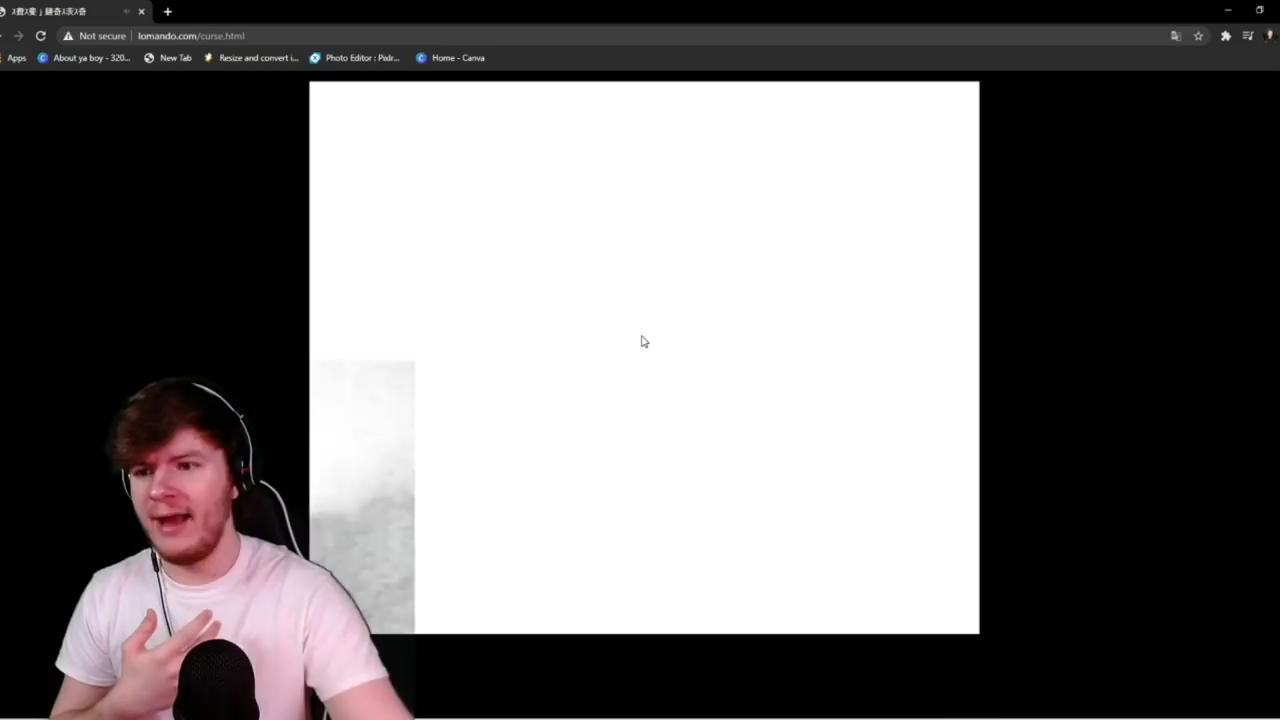 Not secure
lomando.com/curse.html
Apps
About ya boy - 320...
New Tab
Resize and convert i...
Photo Editor : Pixlr...
Home - Canva